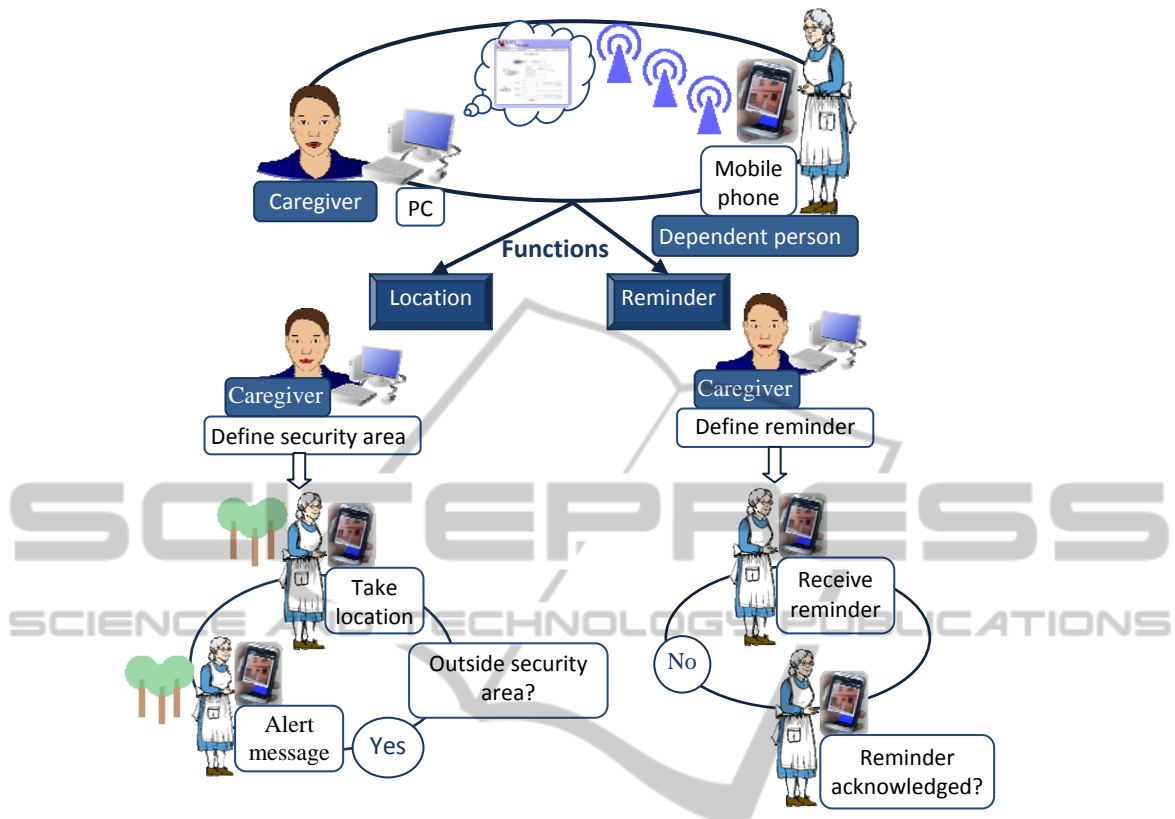 Caregiver
PC
Mobile
phone
Dependent person
Functions
Location
Reminder
Caregiver
Define security area
Caregiver
Define reminder
SCITEPRESS
SCIENCE AND TECHNOLOGY PUBLICATIONS
Take
location
Outside security
area?
Yes
Alert
message
Receive
reminder
No
Reminder
acknowledged?